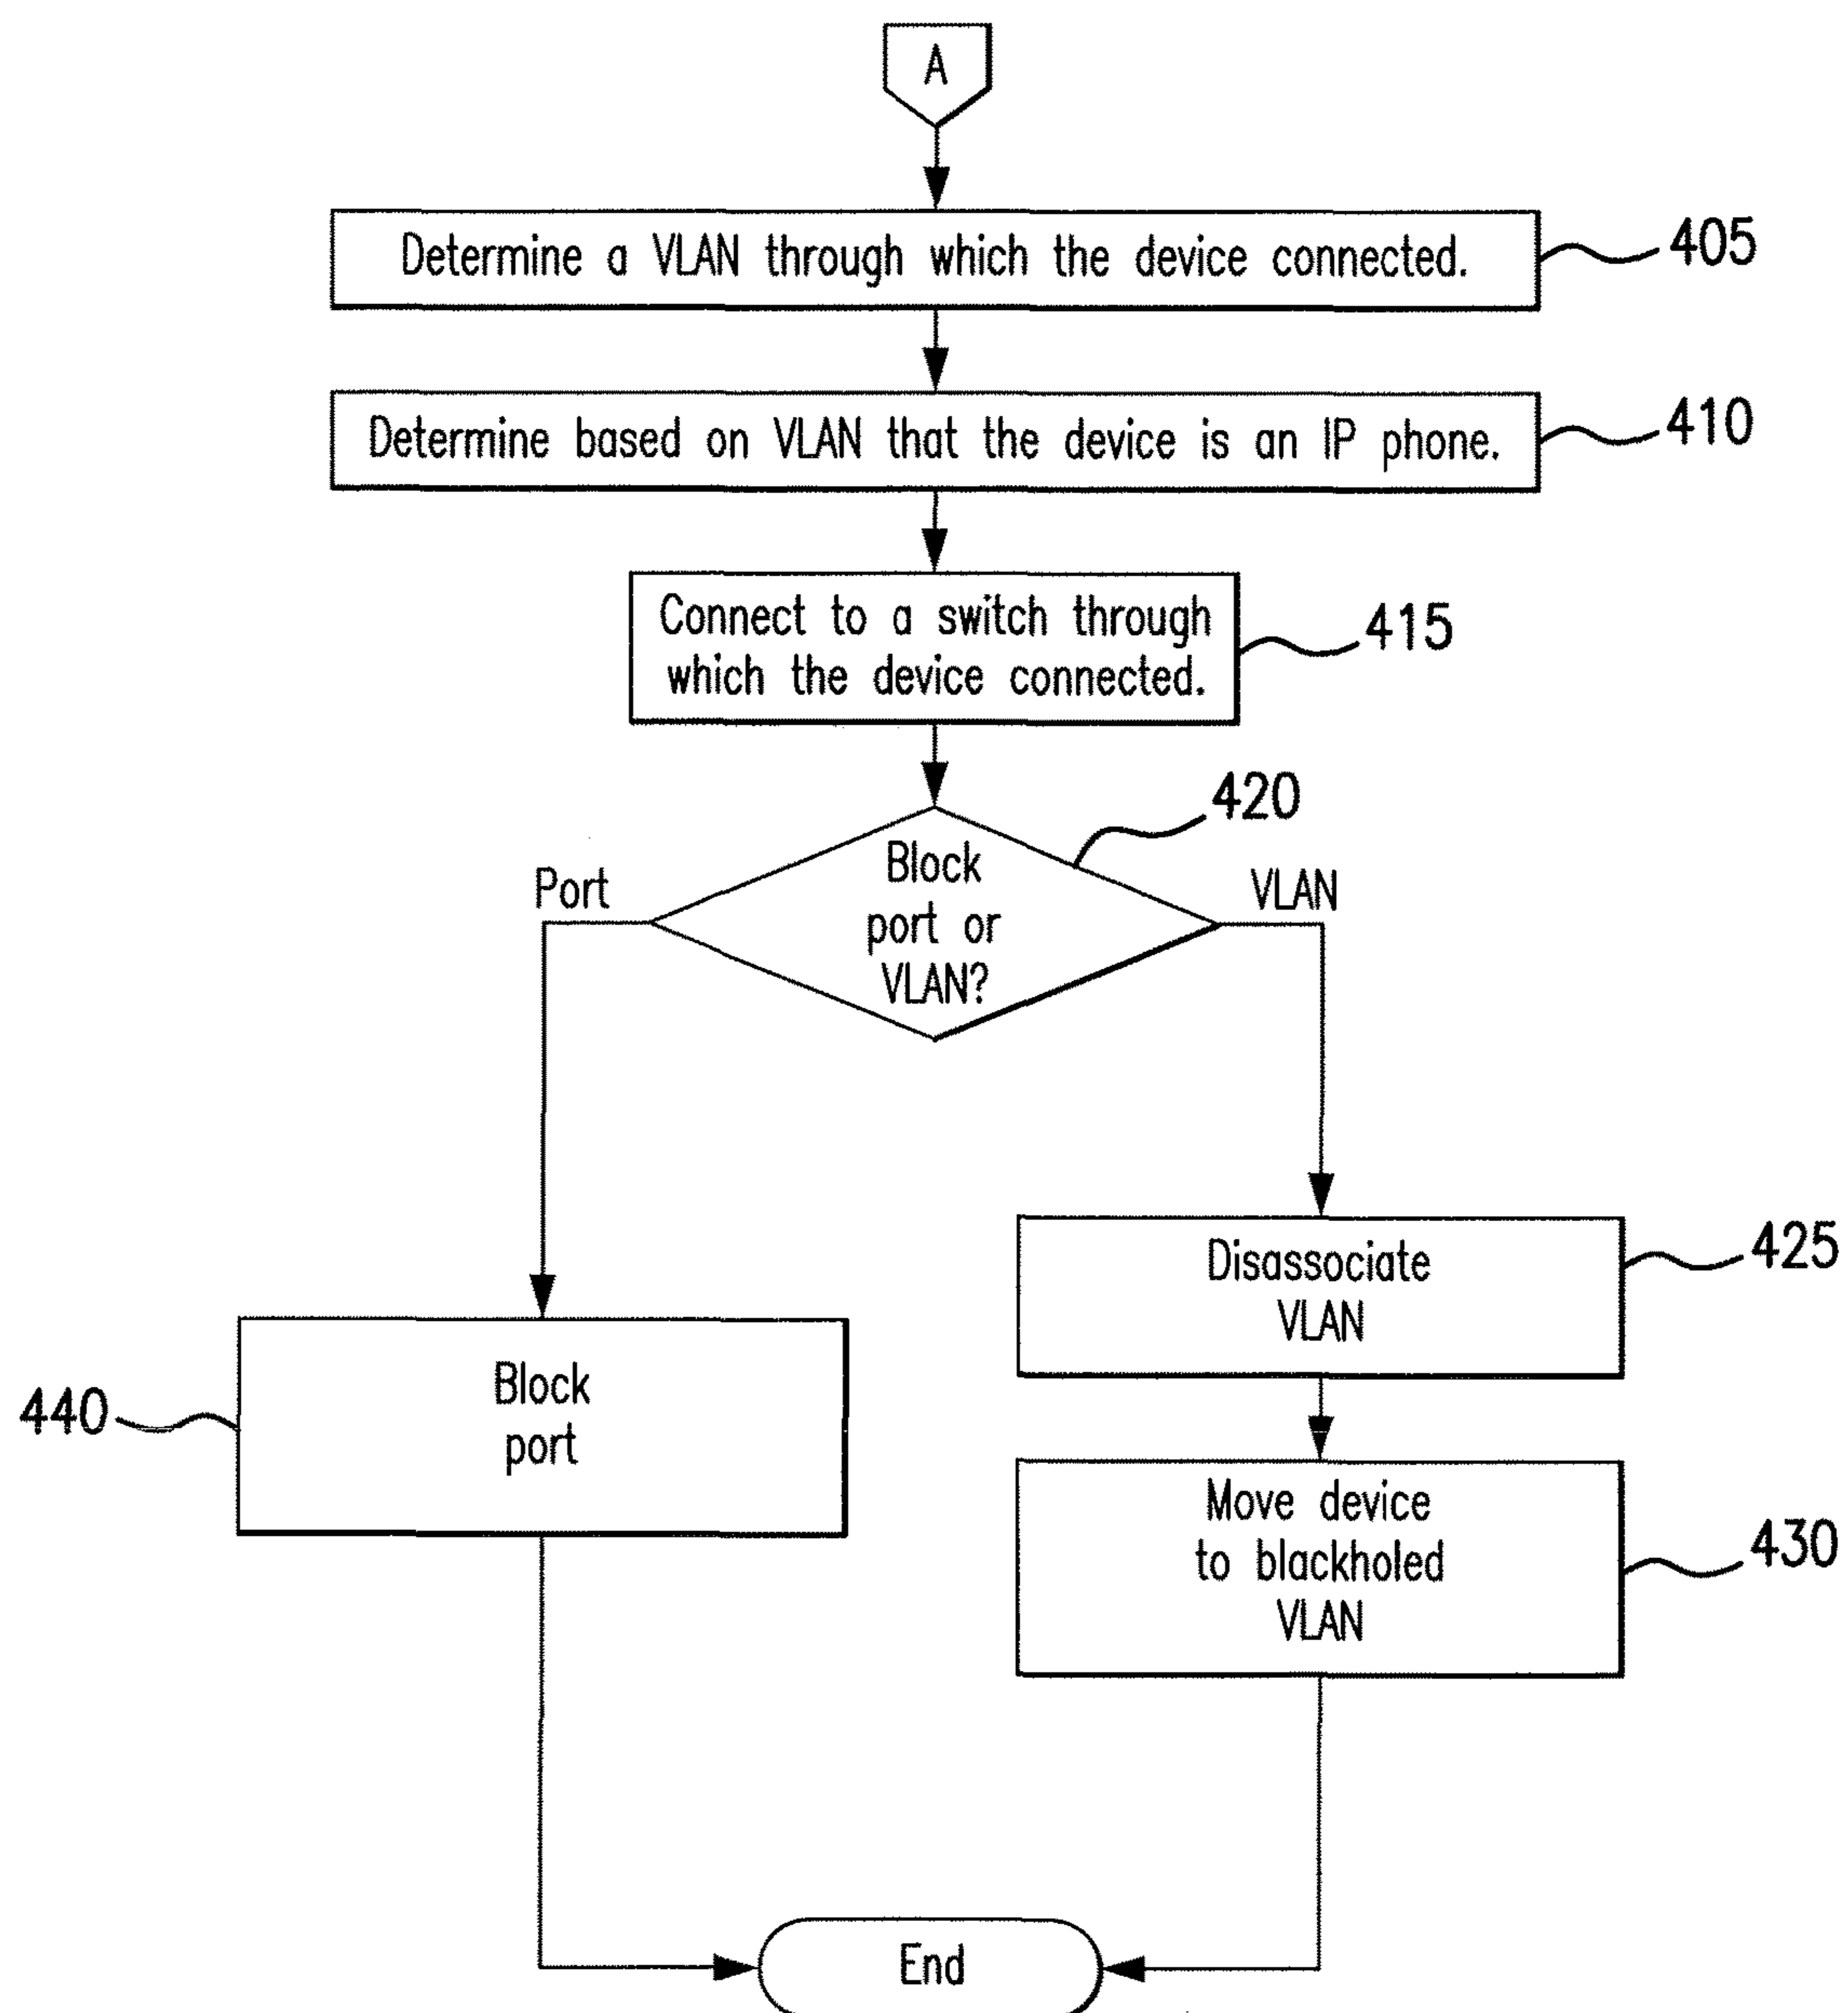 A
Determine a VLAN through which the device connected.
405
Determine based on VLAN that the device is an IP phone.
410
Connect to a switch through
which the device connected.
415
420
Block
port or
VLAN?
Port
VLAN
Disassociate
VLAN
425
Block
port
440
Move device
to blackholed
VLAN
430
End